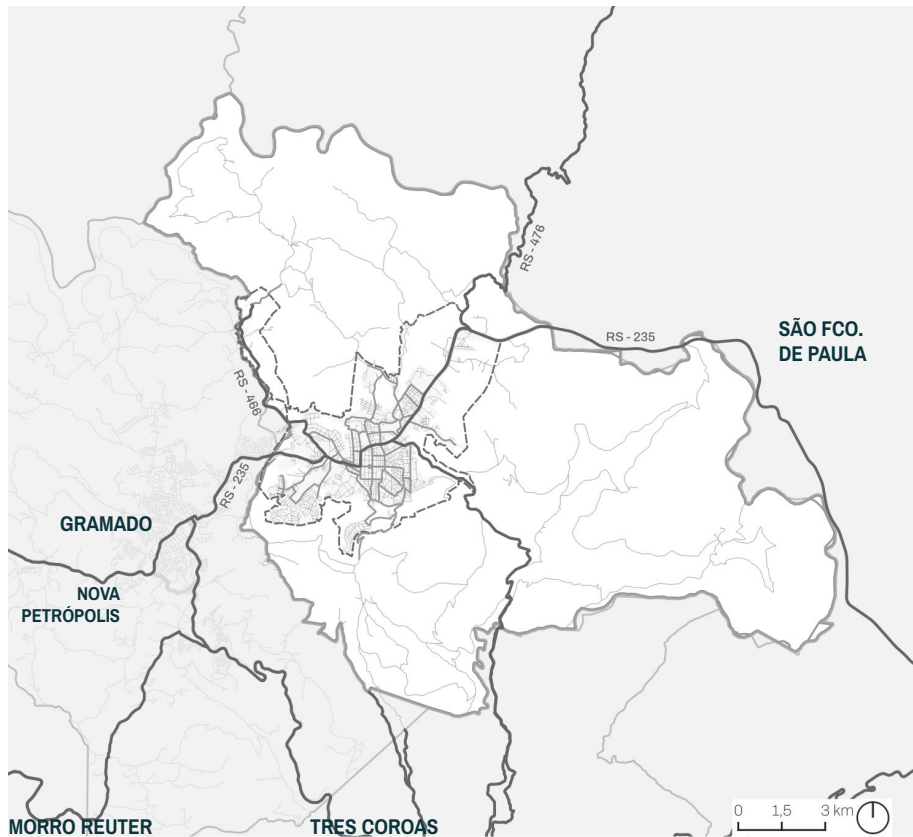 RS - 476
RS - 235
SÃO FCO.
DE PAULA
RS - 466
RS - 235
GRAMADO
NOVA
PETRÓPOLIS
MORRO REUTER
TRES COROAS
0 1,5 3 km